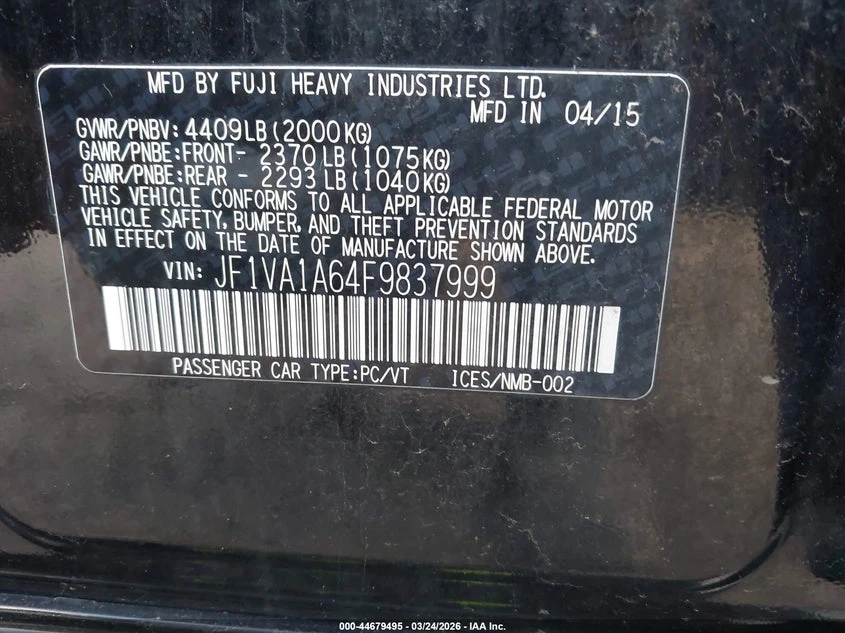 MFD BY FUJI HEAVY INDUSTRIES LTD.
MFD IN 04/15
GVWR/PNBV: 4409LB(2000KG)
GAWR/PNBE:FRONT- 2370LB(1075KG)
GAWR/PNBE:REAR - 2293LB(1040KG)
THIS VEHICLE CONFORMS TO ALL APPLICABLE FEDERAL MOTOR
VEHICLE SAFETY, BUMPER, AND THEFT PREVENTION STANDARDS
IN EFFECT ON THE DATE OF MANUFACTURE SHOWN ABOVE.
VIN: JF1VA1A64F9837999
PASSENGER CAR TYPE:PC/VT ICES/NMB-002
000-44679495 - 03/24/2026 - IAA Inc.